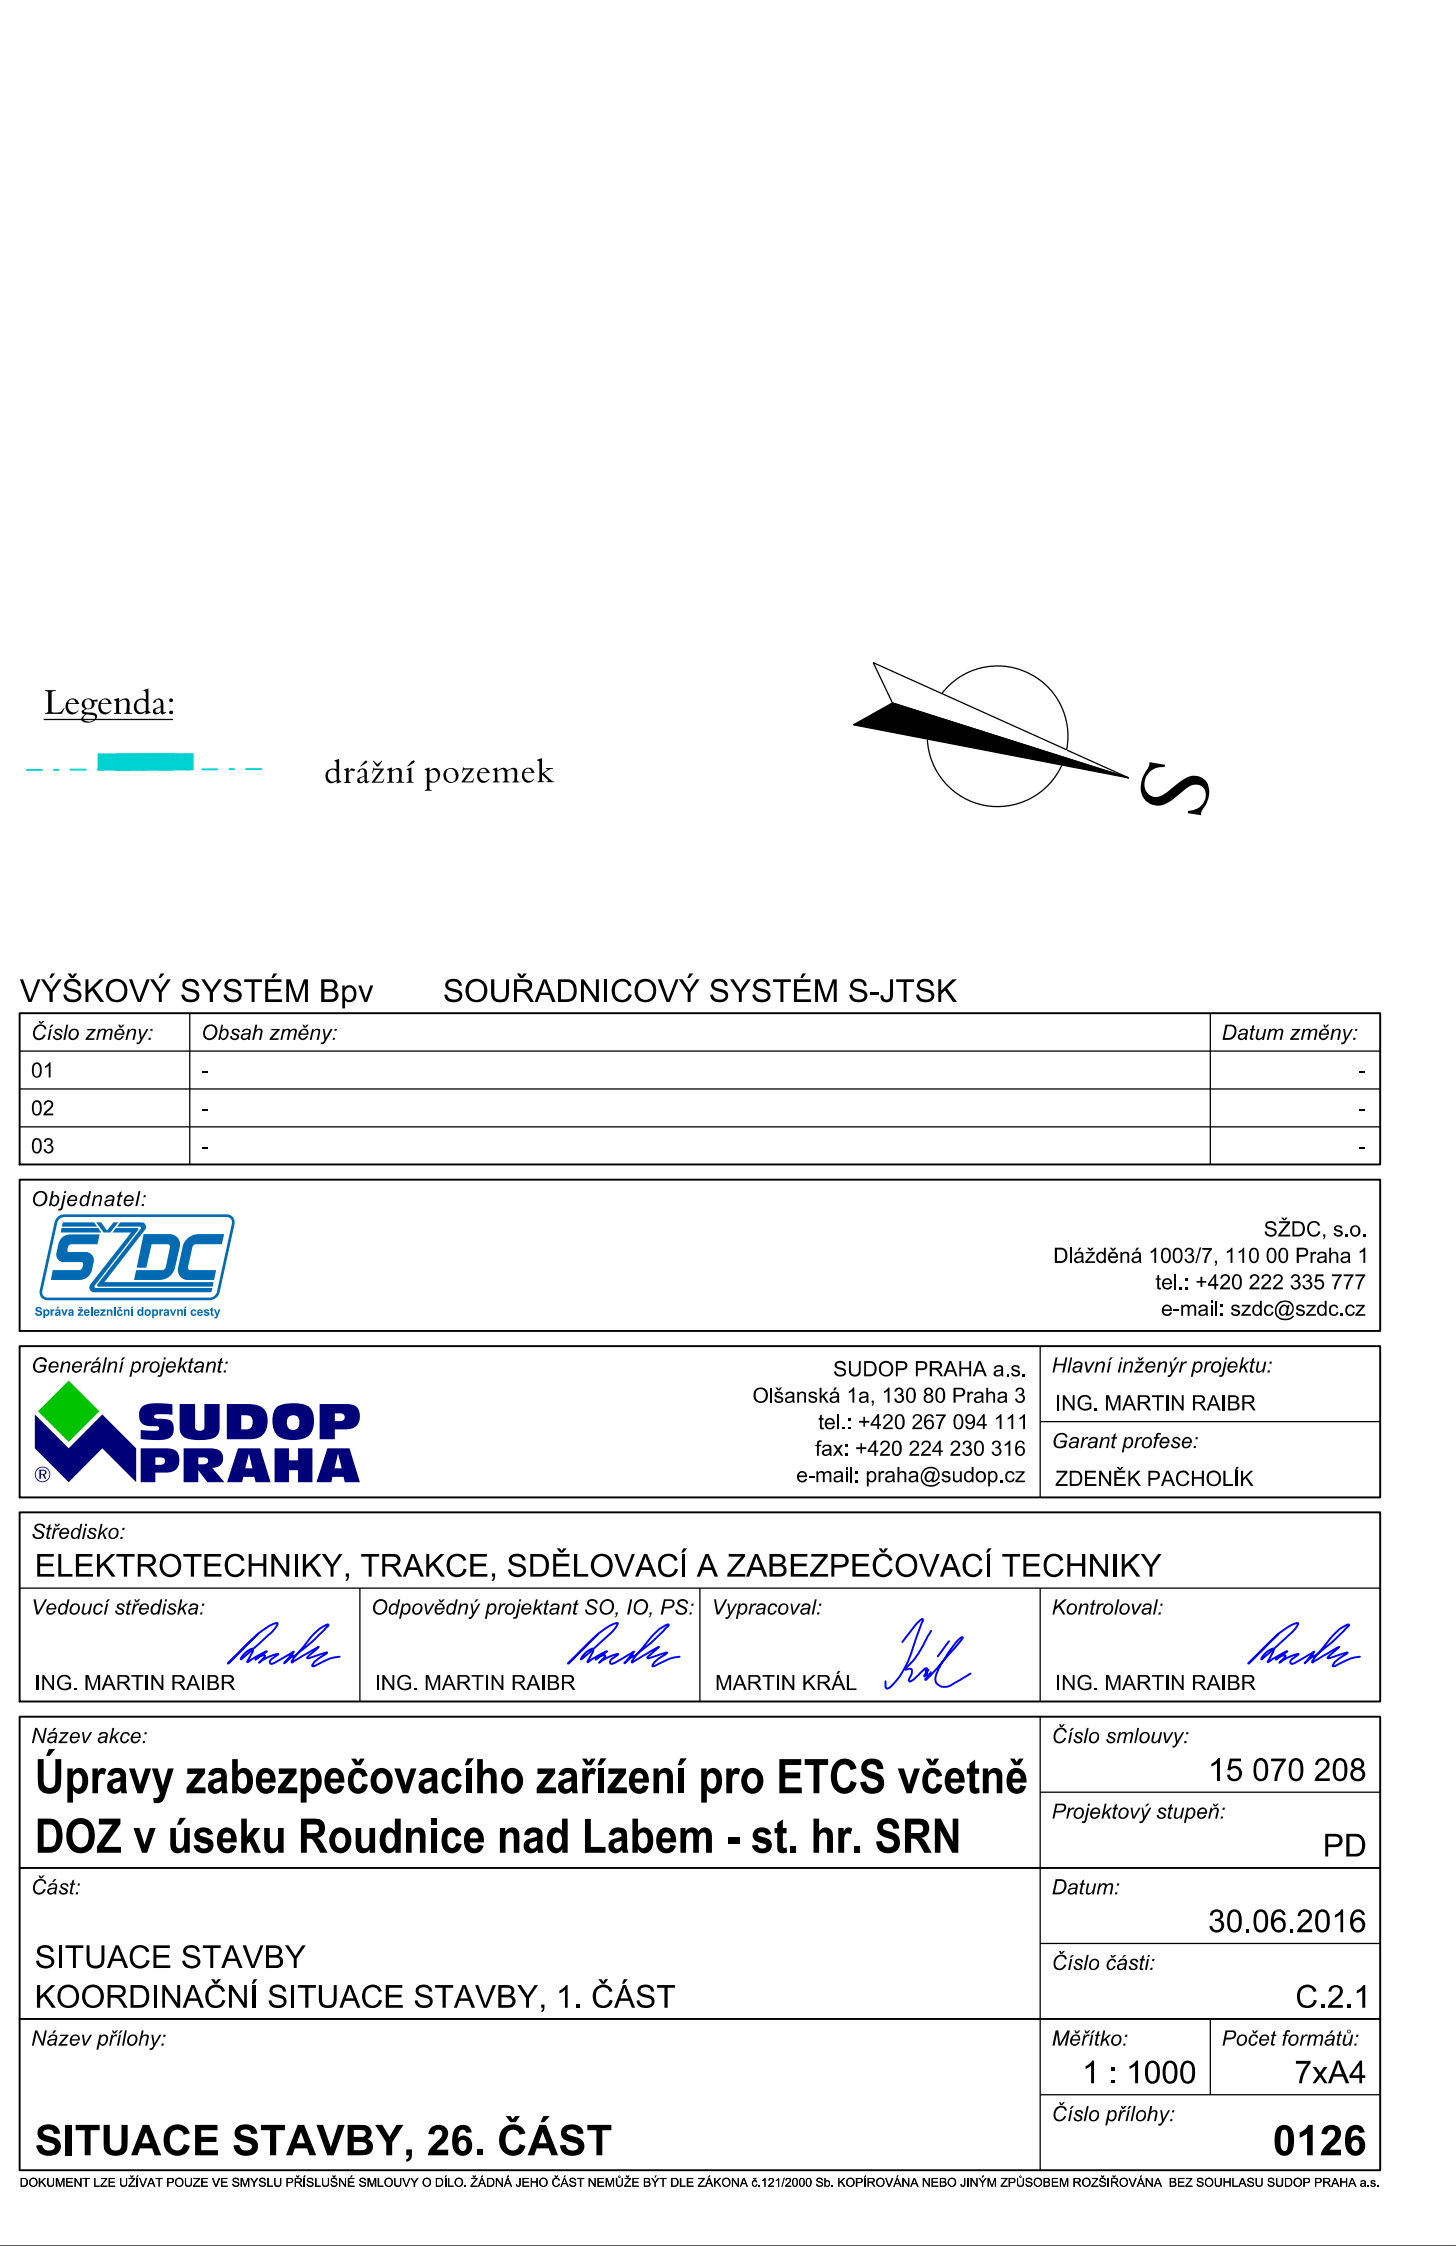 Legenda:
drážní pozemek
S
VÝŠKOVÝ SYSTÉM Bpv SOUŘADNICOVÝ SYSTÉM S-JTSK
Číslo změny: Obsah změny: Datum změny:
01 - -
02 - -
03 - -
Objednatel:
ŠŽDC
Správa železniční dopravní cesty
SŽDC, s.o.
Dlážděná 1003/7, 110 00 Praha 1
tel.: +420 222 335 777
e-mail: szdc@szdc.cz
Generální projektant:
SUDOP
PRAHA
®
SUDOP PRAHA a.s.
Olšanská 1a, 130 80 Praha 3
tel.: +420 267 094 111
fax: +420 224 230 316
e-mail: praha@sudop.cz
Hlavní inženýr projektu:
ING. MARTIN RAIBR
Garant profese:
ZDENĚK PACHOLÍK
Středisko:
ELEKTROTECHNIKY, TRAKCE, SDĚLOVACÍ A ZABEZPEČOVACÍ TECHNIKY
Vedoucí střediska: Odpovědný projektant SO, IO, PS: Vypracoval: Kontroloval:
ING. MARTIN RAIBR ING. MARTIN RAIBR MARTIN KRÁL Král ING. MARTIN RAIBR
Název akce:
Úpravy zabezpečovacího zařízení pro ETCS včetně
DOZ v úseku Roudnice nad Labem - st. hr. SRN
Číslo smlouvy:
15 070 208
Projektový stupeň:
PD
Část:
SITUACE STAVBY
KOORDINAČNÍ SITUACE STAVBY, 1. ČÁST
Datum:
30.06.2016
Číslo části:
C.2.1
Název přílohy:
SITUACE STAVBY, 26. ČÁST
Měřítko: Počet formátů:
1 : 1000 7xA4
Číslo přílohy:
0126
DOKUMENT LZE UŽÍVAT POUZE VE SMYSLU PŘÍSLUŠNÉ SMLOUVY O DÍLO. ŽÁDNÁ JEHO ČÁST NEMŮŽE BÝT DLE ZÁKONA č.121/2000 Sb. KOPÍROVÁNA NEBO JINÝM ZPŮSOBEM ROZŠIŘOVÁNA BEZ SOUHLASU SUDOP PRAHA a.s.